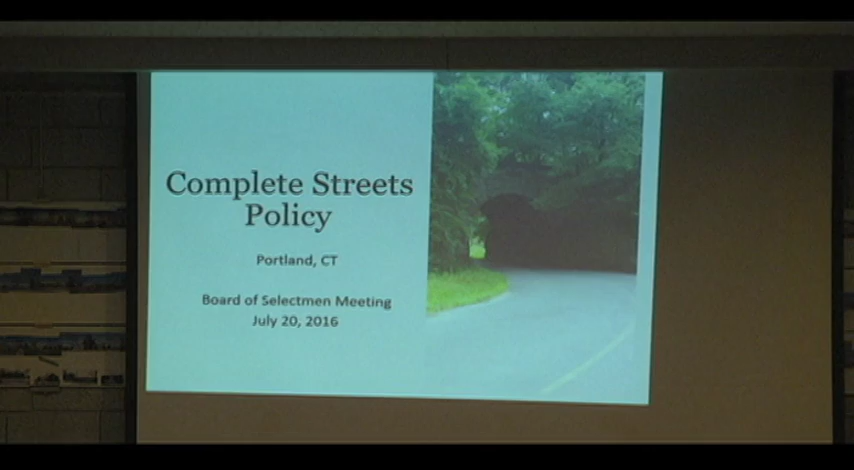 Complete Streets
Policy
Portland, CT
Board of Selectmen Meeting
July 20, 2016